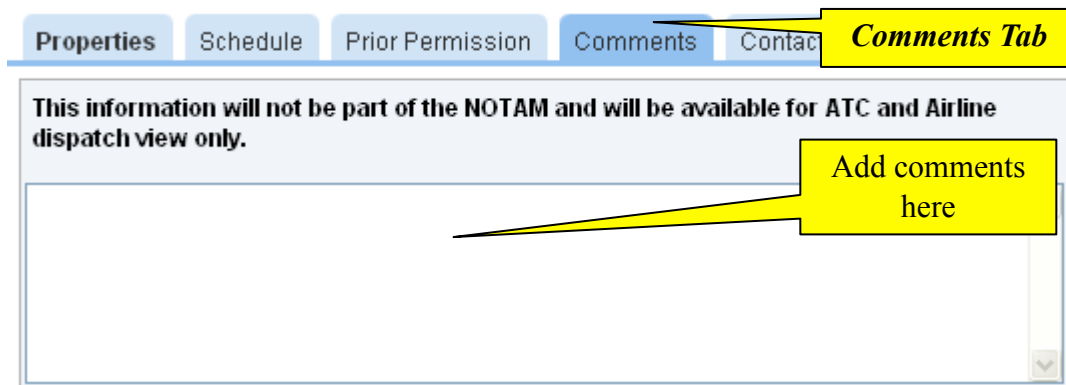 Properties Schedule Prior Permission Comments Contac Comments Tab
This information will not be part of the NOTAM and will be available for ATC and Airline
dispatch view only.
Add comments
here